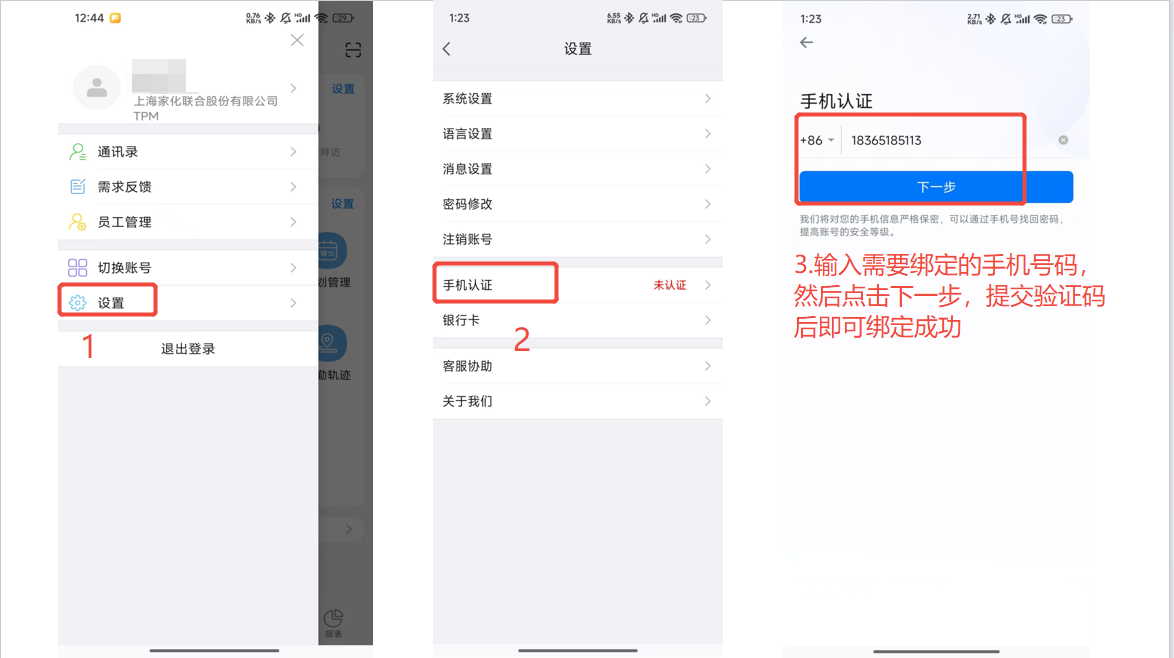 12:44
0.76 KB/s
HD
29
上海家化联合股份有限公司
TPM
设置
拜访
通讯录
需求反馈
设置
员工管理
划管理
切换账号
设置
1
退出登录
勤轨迹
报表
1:23
6.55 KB/s
HD
23
设置
系统设置
语言设置
消息设置
密码修改
注销账号
手机认证
未认证
银行卡
2
客服协助
关于我们
1:23
2.71 KB/s
HD
23
手机认证
+86
18365185113
下一步
我们将对您的手机信息严格保密，可以通过手机号找回密码，
提高账号的安全等级。
3.输入需要绑定的手机号码，
然后点击下一步，提交验证码
后即可绑定成功